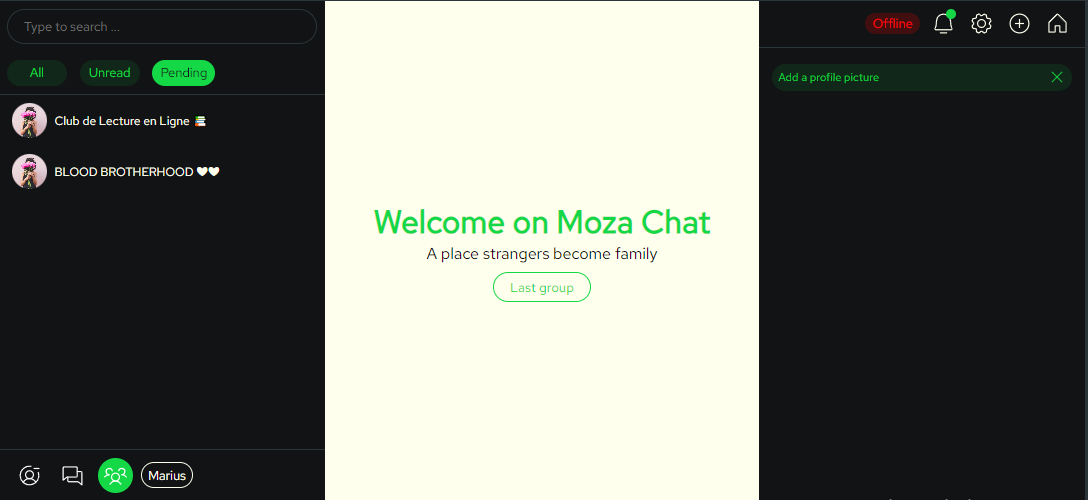 Type to search ...
All
Unread
Pending
Club de Lecture en Ligne 📚
BLOOD BROTHERHOOD 🤍🤍
Marius
Welcome on Moza Chat
A place strangers become family
Last group
Offline
Add a profile picture